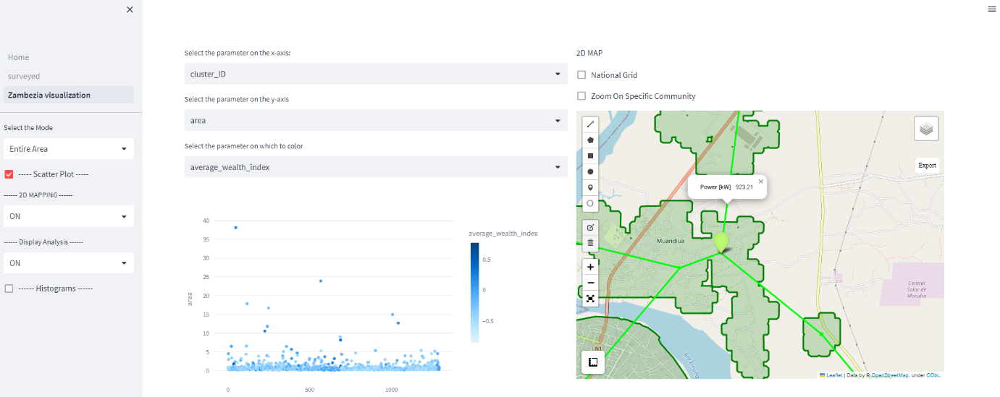 Home
surveyed
Zambezia visualization
Select the Mode
Entire Area
----- Scatter Plot -----
------ 2D MAPPING ------
ON
------ Display Analysis ------
ON
------ Histograms ------
Select the parameter on the x-axis:
cluster_ID
Select the parameter on the y-axis
area
Select the parameter on which to color
average_wealth_index
40
35
30
25
20
15
10
5
0
area
0
500
1000
average_wealth_index
0.5
0
−0.5
2D MAP
National Grid
Zoom On Specific Community
Export
Power [kW] 923,21
Muandiua
Central
Solar de
Mocuba
N1
Leaflet | Data by © OpenStreetMap, under ODbL.